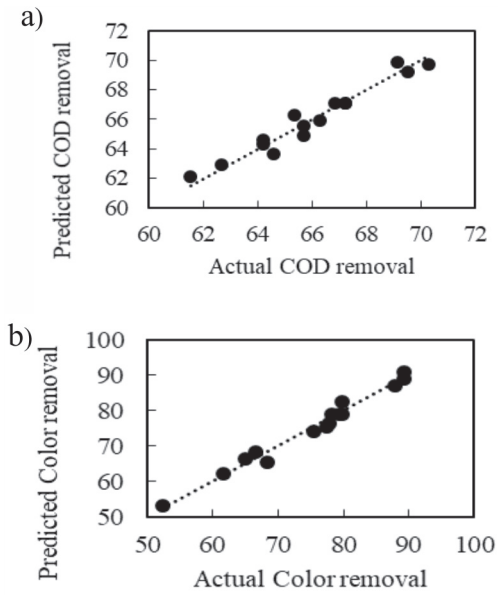 a)
Predicted COD removal
72
70
68
66
64
62
60
60 62 64 66 68 70 72
Actual COD removal
b)
Predicted Color removal
100
90
80
70
60
50
50 60 70 80 90 100
Actual Color removal